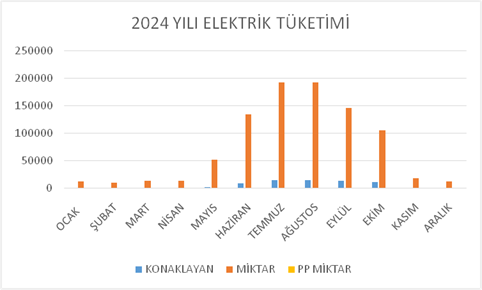 2024 YILI ELEKTRİK TÜKETİMİ
250000
200000
150000
100000
50000
0
OCAK
ŞUBAT
MART
NİSAN
MAYIS
HAZİRAN
TEMMUZ
AĞUSTOS
EYLÜL
EKİM
KASIM
ARALIK
KONAKLAYAN MİKTAR PP MİKTAR